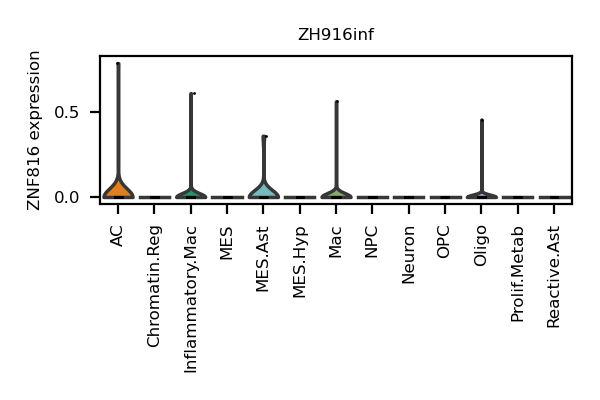 ZH916inf
ZNF816 expression
0.5
0.0
AC
Chromatin.Reg
Inflammatory.Mac
MES
MES.Ast
MES.Hyp
Mac
NPC
Neuron
OPC
Oligo
Prolif.Metab
Reactive.Ast